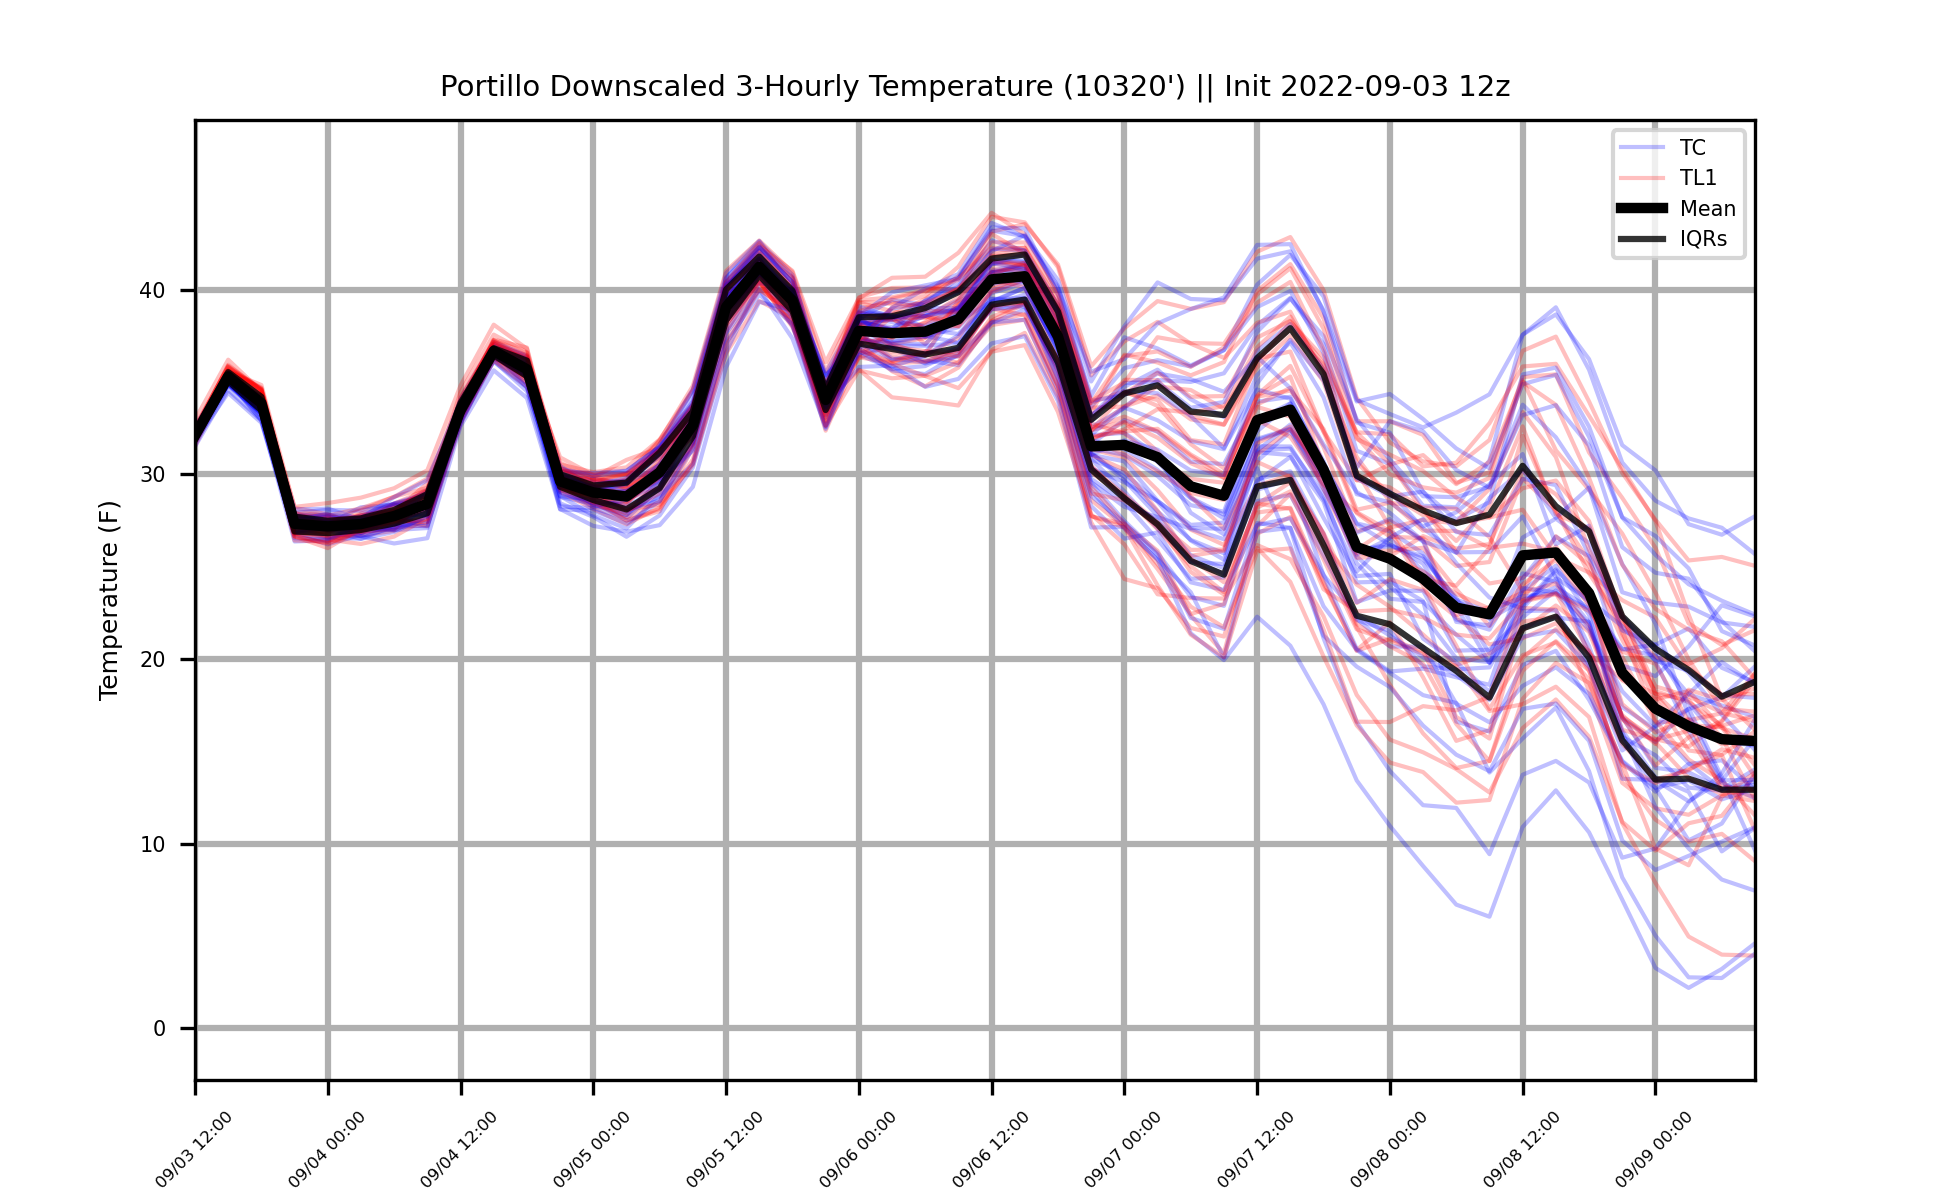 Portillo Downscaled 3-Hourly Temperature (10320') || Init 2022-09-03 12z
TC
TL1
Mean
IQRs
Temperature (F)
40
30
20
10
0
09/03 12:00
09/04 00:00
09/04 12:00
09/05 00:00
09/05 12:00
09/06 00:00
09/06 12:00
09/07 00:00
09/07 12:00
09/08 00:00
09/08 12:00
09/09 00:00